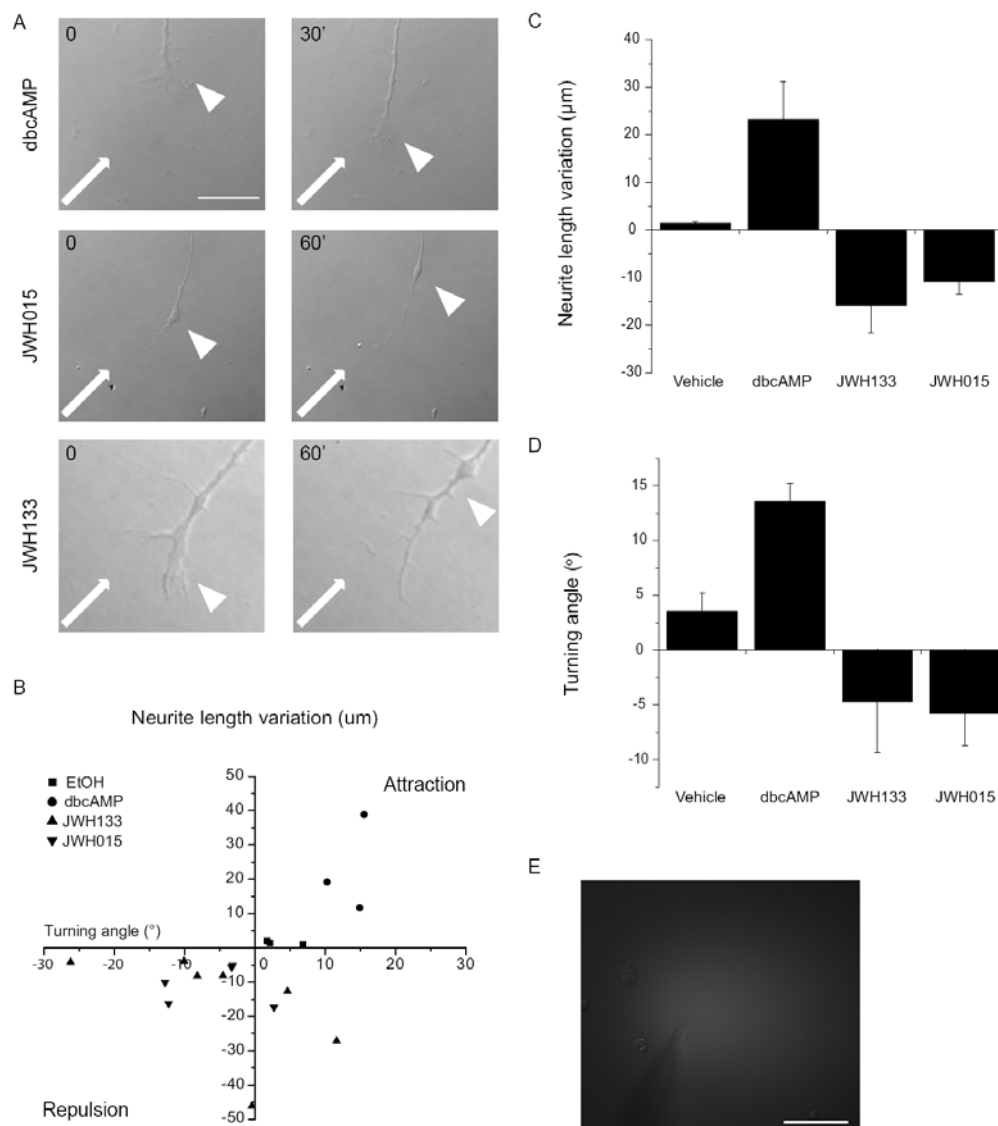 A
0
30'
dbcAMP
0
60'
JWH015
0
60'
JWH133
B
Neurite length variation (um)
EtOH
dbcAMP
JWH133
JWH015
Attraction
50
40
30
20
10
Turning angle (°)
-30 -20 -10 0 10 20 30
-10
-20
-30
-40
-50
Repulsion
C
Neurite length variation (µm)
40
30
20
10
0
-10
-20
-30
Vehicle dbcAMP JWH133 JWH015
D
Turning angle (º)
15
10
5
0
-5
-10
Vehicle dbcAMP JWH133 JWH015
E